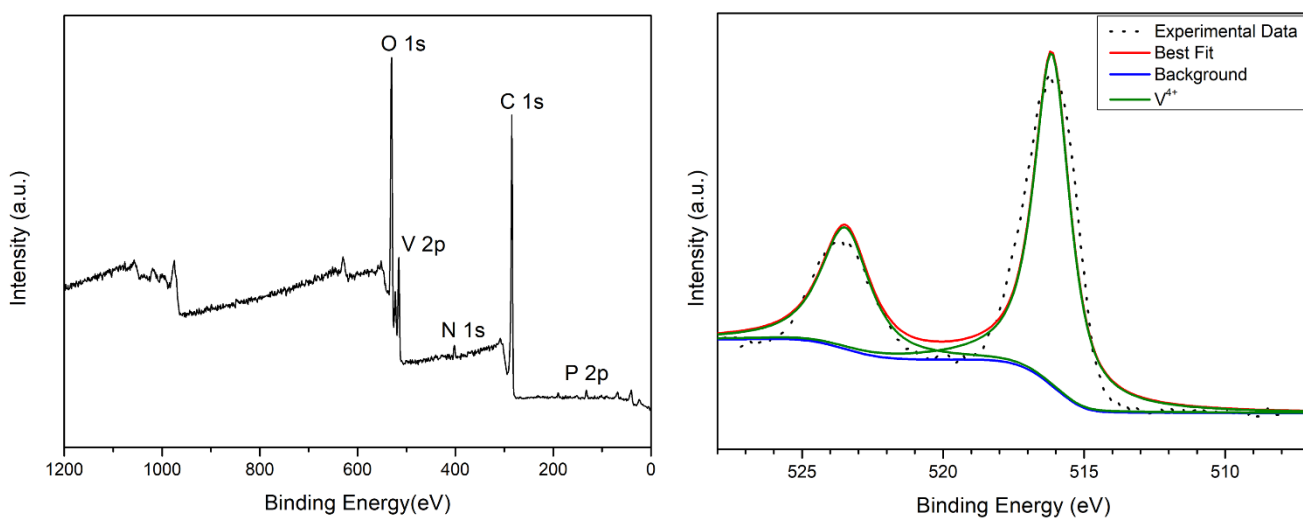 O 1s
C 1s
V 2p
N 1s
P 2p
Intensity (a.u.)
1200 1000 800 600 400 200 0
Binding Energy(eV)
Experimental Data
Best Fit
Background
V⁴⁺
Intensity (a.u.)
525 520 515 510
Binding Energy (eV)